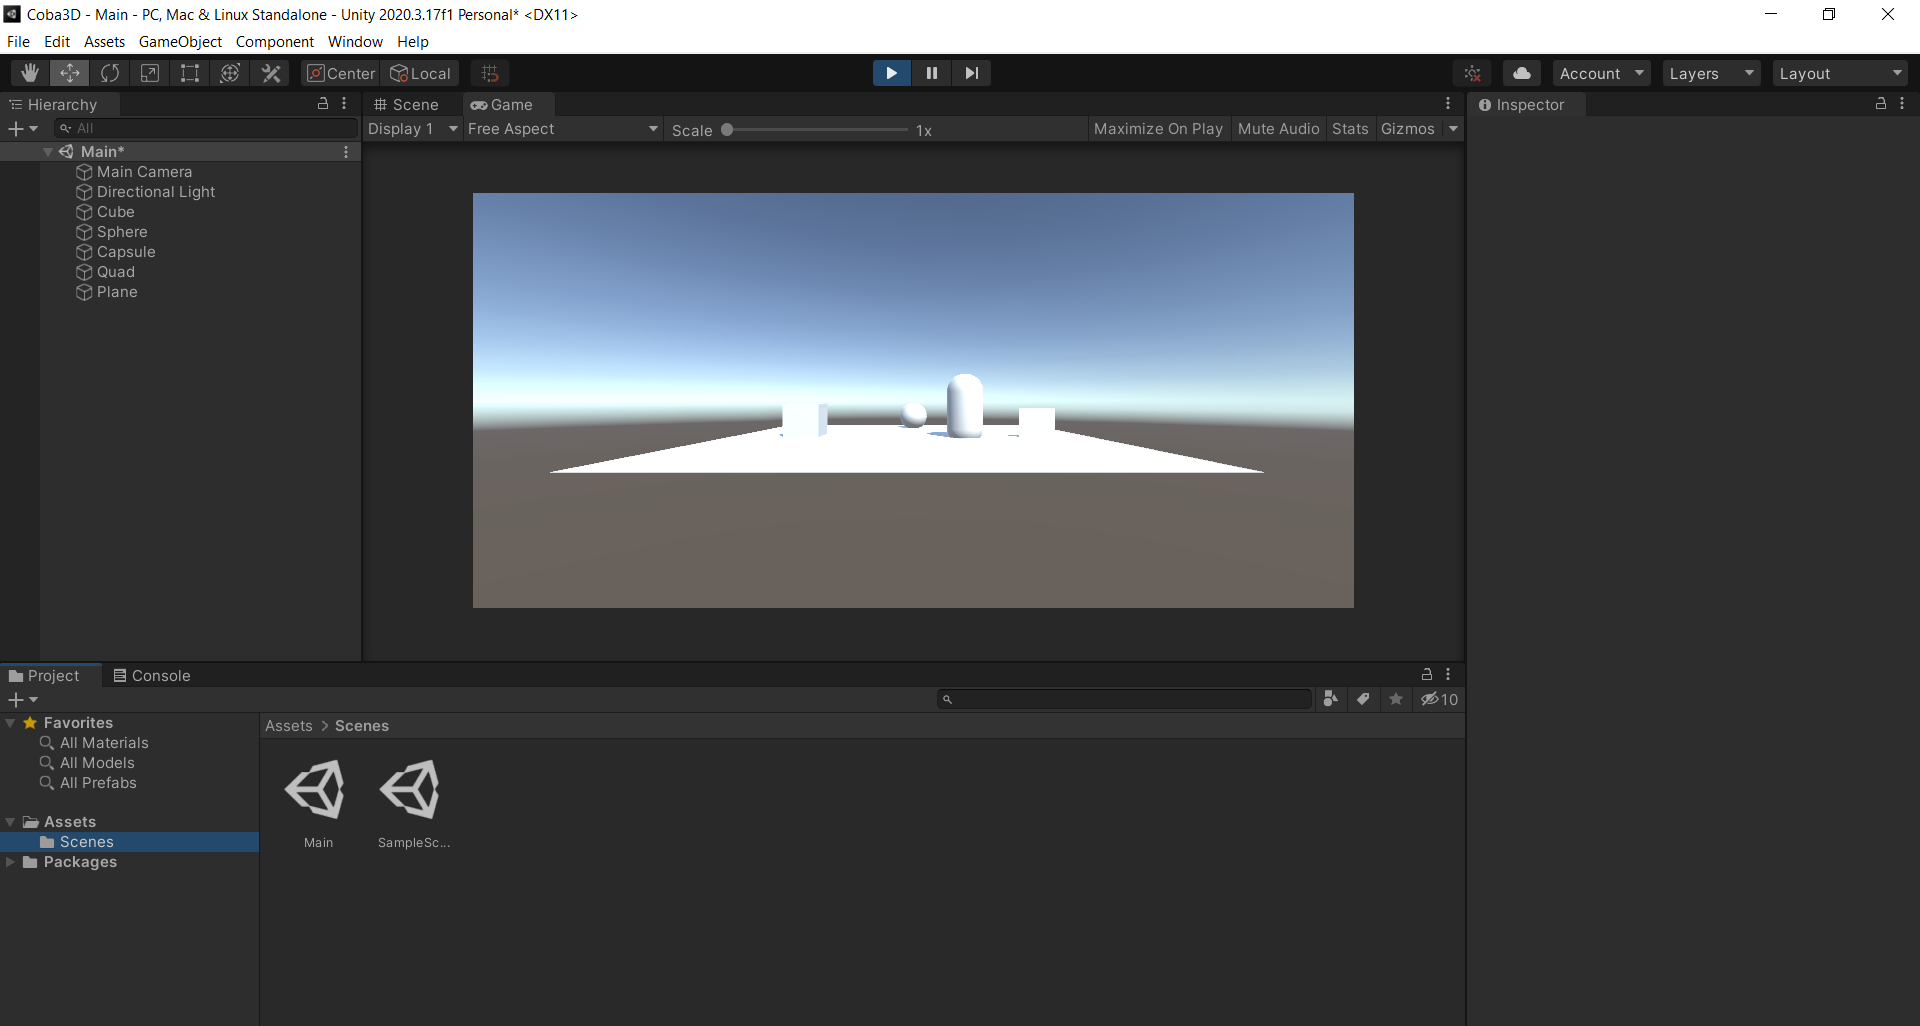 Coba3D - Main - PC, Mac & Linux Standalone - Unity 2020.3.17f1 Personal* <DX11>
File Edit Assets GameObject Component Window Help
Center Local Account Layers Layout
Hierarchy
All
Main*
Main Camera
Directional Light
Cube
Sphere
Capsule
Quad
Plane
Scene Game
Display 1 Free Aspect Scale 1x Maximize On Play Mute Audio Stats Gizmos
Inspector
Project Console
10
Favorites
All Materials
All Models
All Prefabs
Assets
Scenes
Packages
Assets > Scenes
Main SampleSc...